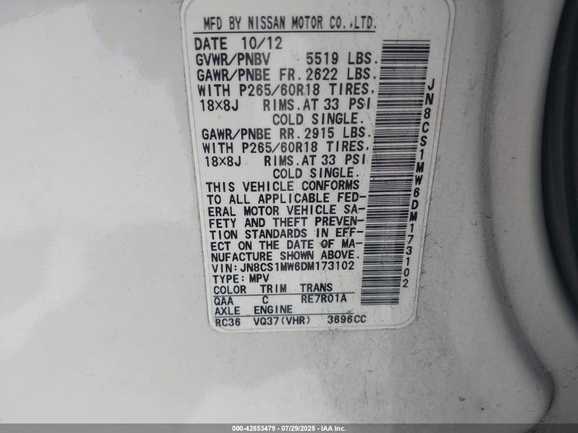 MFD BY NISSAN MOTOR CO.,LTD.
DATE 10/12
GVWR/PNBV 5519 LBS.
GAWR/PNBE FR. 2622 LBS.
WITH P265/60R18 TIRES.
18X8J RIMS. AT 33 PSI
COLD SINGLE.
GAWR/PNBE RR. 2915 LBS.
WITH P265/60R18 TIRES.
18X8J RIMS. AT 33 PSI
COLD SINGLE.
THIS VEHICLE CONFORMS
TO ALL APPLICABLE FED-
ERAL MOTOR VEHICLE SA-
FETY AND THEFT PREVEN-
TION STANDARDS IN EFF-
ECT ON THE DATE OF MA-
NUFACTURE SHOWN ABOVE.
VIN: JN8CS1MW6DM173102
TYPE: MPV
COLOR TRIM TRANS
QAA C RE7R01A
AXLE ENGINE
RC36 VQ37(VHR) 3696CC
JN8CS1MW6DM173102
000-42853479 - 07/29/2025 - IAA Inc.